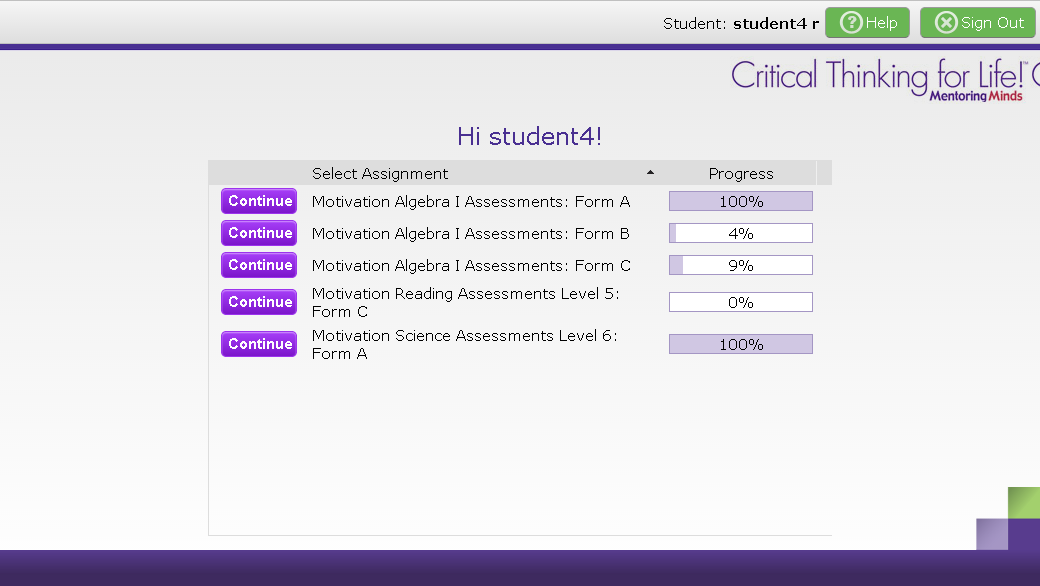 Student: student4 r
? Help
Sign Out
Critical Thinking for Life!™
Mentoring Minds
Hi student4!
Select Assignment Progress
Continue Motivation Algebra I Assessments: Form A 100%
Continue Motivation Algebra I Assessments: Form B 4%
Continue Motivation Algebra I Assessments: Form C 9%
Continue Motivation Reading Assessments Level 5: 0%
Form C
Continue Motivation Science Assessments Level 6: 100%
Form A